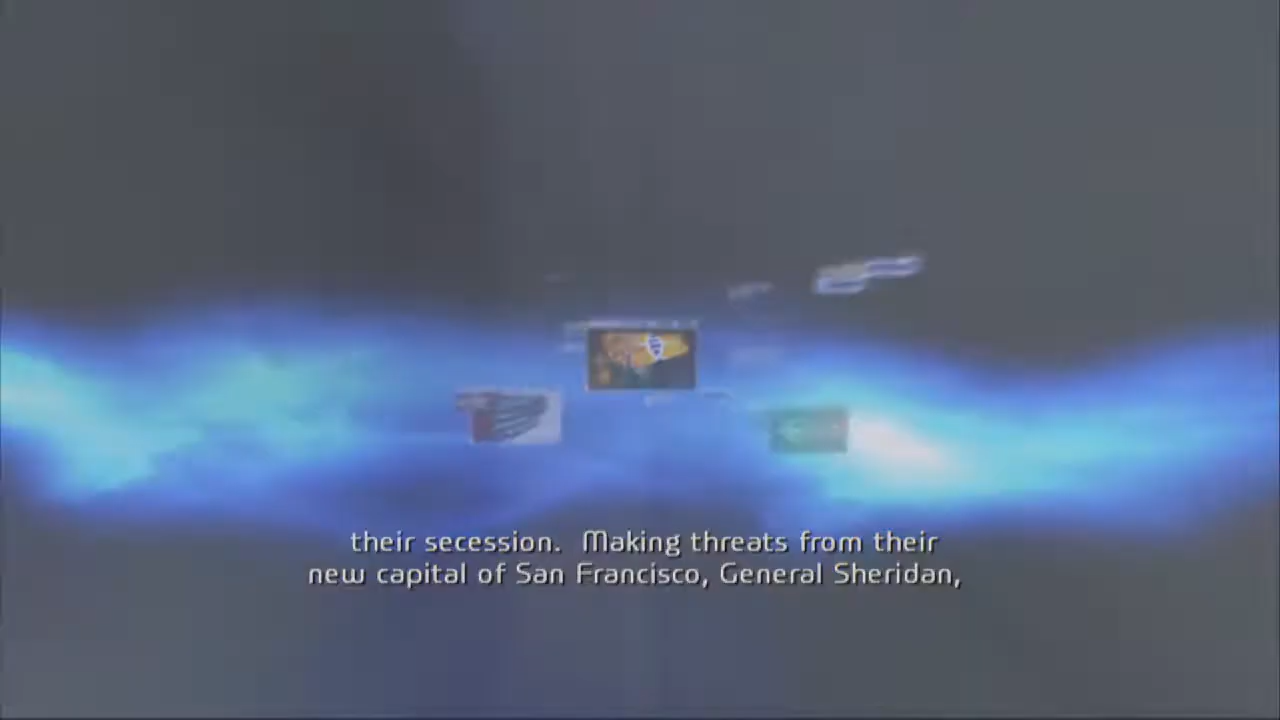 their secession. Making threats from their
new capital of San Francisco, General Sheridan,